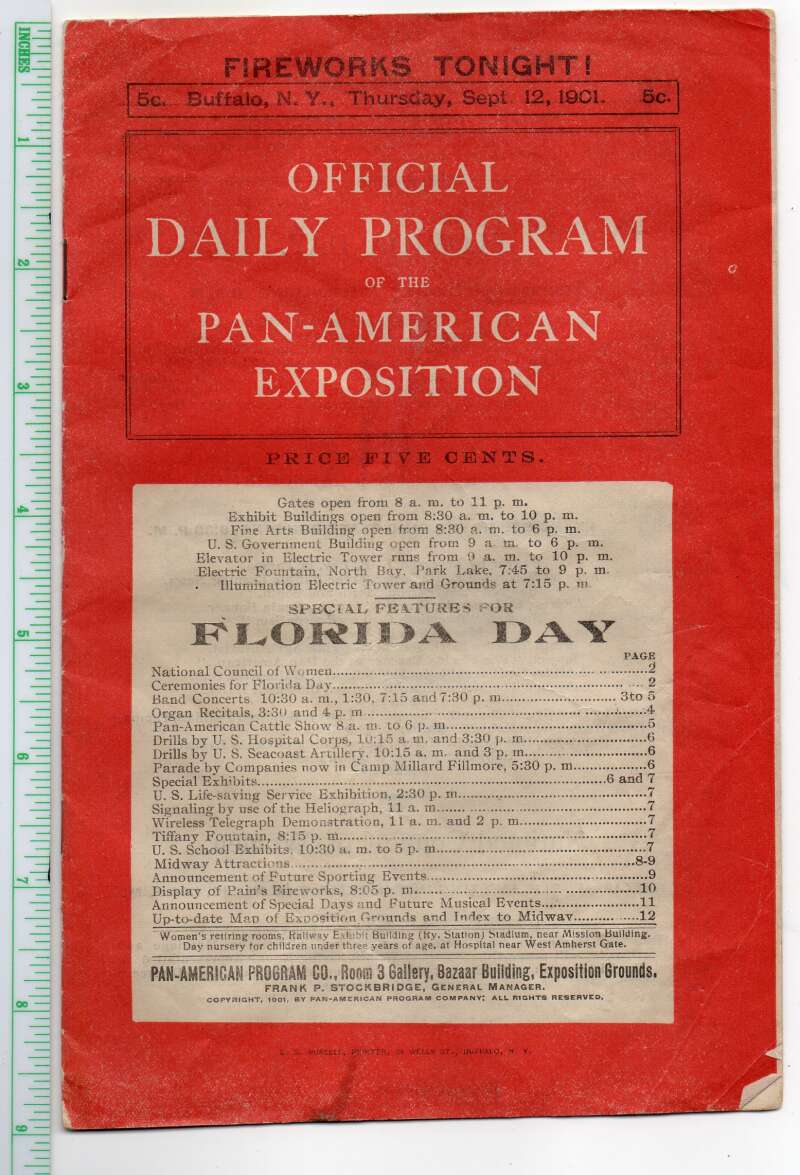 INCHES
1
2
3
4
5
6
7
8
9
FIREWORKS TONIGHT!
5c. Buffalo, N. Y., Thursday, Sept. 12, 1901. 5c.
OFFICIAL
DAILY PROGRAM
OF THE
PAN-AMERICAN
EXPOSITION
PRICE FIVE CENTS.
Gates open from 8 a. m. to 11 p. m.
Exhibit Buildings open from 8:30 a. m. to 10 p. m.
Fine Arts Building open from 8:30 a. m. to 6 p. m.
U. S. Government Building open from 9 a. m. to 6 p. m.
Elevator in Electric Tower runs from 9 a. m. to 10 p. m.
Electric Fountain, North Bay, Park Lake, 7:45 to 9 p. m.
Illumination Electric Tower and Grounds at 7:15 p. m.
SPECIAL FEATURES FOR
FLORIDA DAY
PAGE
National Council of Women 2
Ceremonies for Florida Day 2
Band Concerts 10:30 a. m., 1:30, 7:15 and 7:30 p. m. 3 to 5
Organ Recitals, 3:30 and 4 p. m 4
Pan-American Cattle Show 8 a. m. to 6 p. m. 5
Drills by U. S. Hospital Corps, 10:15 a. m. and 3:30 p. m. 6
Drills by U. S. Seacoast Artillery, 10:15 a. m. and 3 p. m. 6
Parade by Companies now in Camp Millard Fillmore, 5:30 p. m. 6
Special Exhibits 6 and 7
U. S. Life-saving Service Exhibition, 2:30 p. m. 7
Signaling by use of the Heliograph, 11 a. m. 7
Wireless Telegraph Demonstration, 11 a. m. and 2 p. m. 7
Tiffany Fountain, 8:15 p. m. 7
U. S. School Exhibits, 10:30 a. m. to 5 p. m. 7
Midway Attractions 8-9
Announcement of Future Sporting Events 9
Display of Pain's Fireworks, 8:05 p. m. 10
Announcement of Special Days and Future Musical Events 11
Up-to-date Map of Exposition Grounds and Index to Midway 12
Women's retiring rooms, Railway Exhibit Building (Ry. Station) Stadium, near Mission Building.
Day nursery for children under three years of age, at Hospital near West Amherst Gate.
PAN-AMERICAN PROGRAM CO., Room 3 Gallery, Bazaar Building, Exposition Grounds.
FRANK P. STOCKBRIDGE, GENERAL MANAGER.
COPYRIGHT, 1901, BY PAN-AMERICAN PROGRAM COMPANY; ALL RIGHTS RESERVED.
PRINTER, WELLS ST., BUFFALO, N. Y.